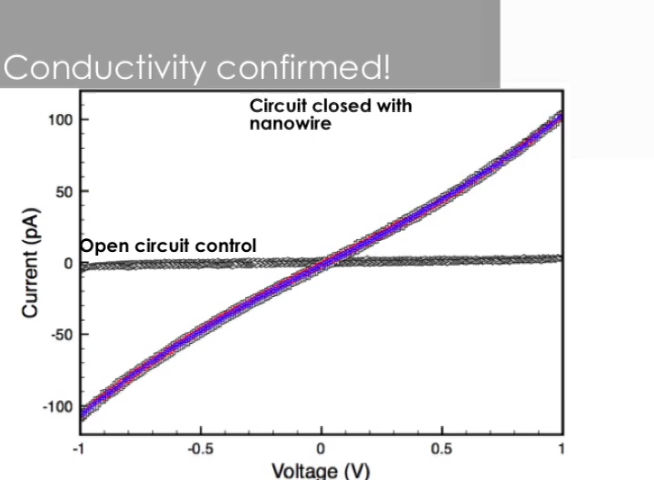 Conductivity confirmed!
Circuit closed with
nanowire
100
50
Open circuit control
0
-50
-100
Current (pA)
-1
-0.5
0
0.5
1
Voltage (V)